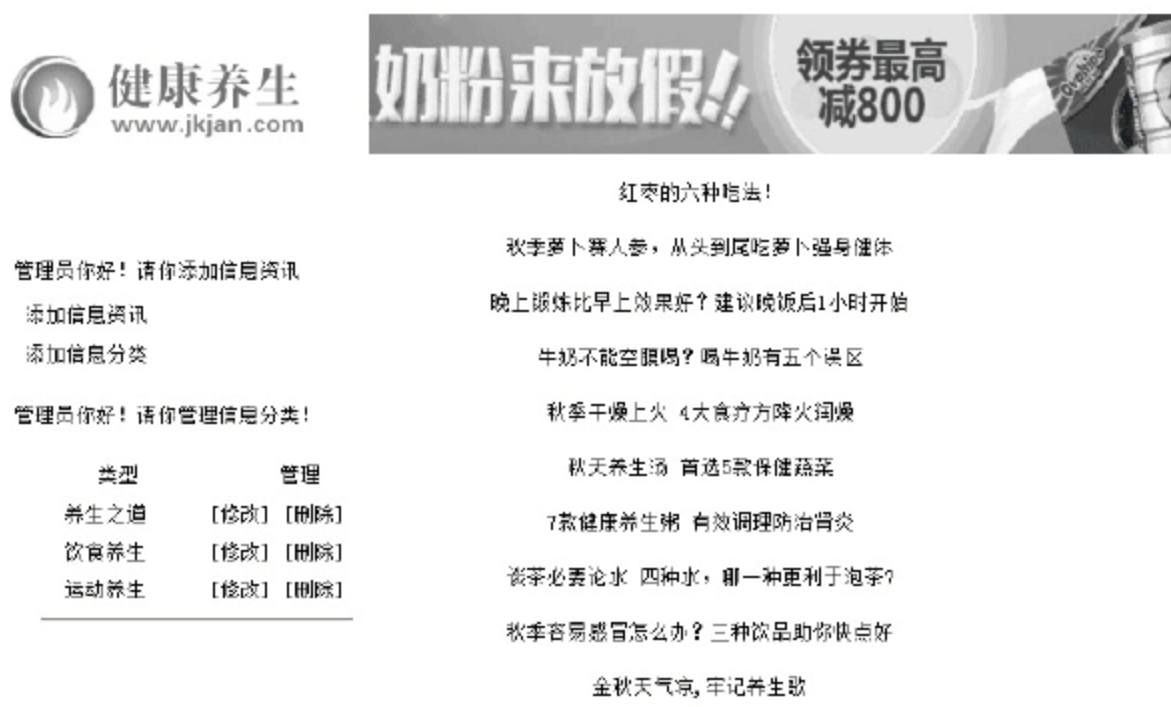 健康养生
www.jkjan.com
奶粉来放假!!
领券最高
减800
管理员你好！请你添加信息资讯
添加信息资讯
添加信息分类
管理员你好！请你管理信息分类！
类型 管理
养生之道 [修改] [删除]
饮食养生 [修改] [删除]
运动养生 [修改] [删除]
红枣的六种吃法！
秋季萝卜赛人参，从头到尾吃萝卜强身健体
晚上锻炼比早上效果好？建议晚饭后1小时开始
牛奶不能空腹喝？喝牛奶有五个误区
秋季干燥上火 4大食疗方降火润燥
秋天养生汤 首选5款保健蔬菜
7款健康养生粥 有效调理防治肾炎
谈茶必要论水 四种水，哪一种更利于泡茶？
秋季容易感冒怎么办？三种饮品助你快点好
金秋天气凉,牢记养生歌